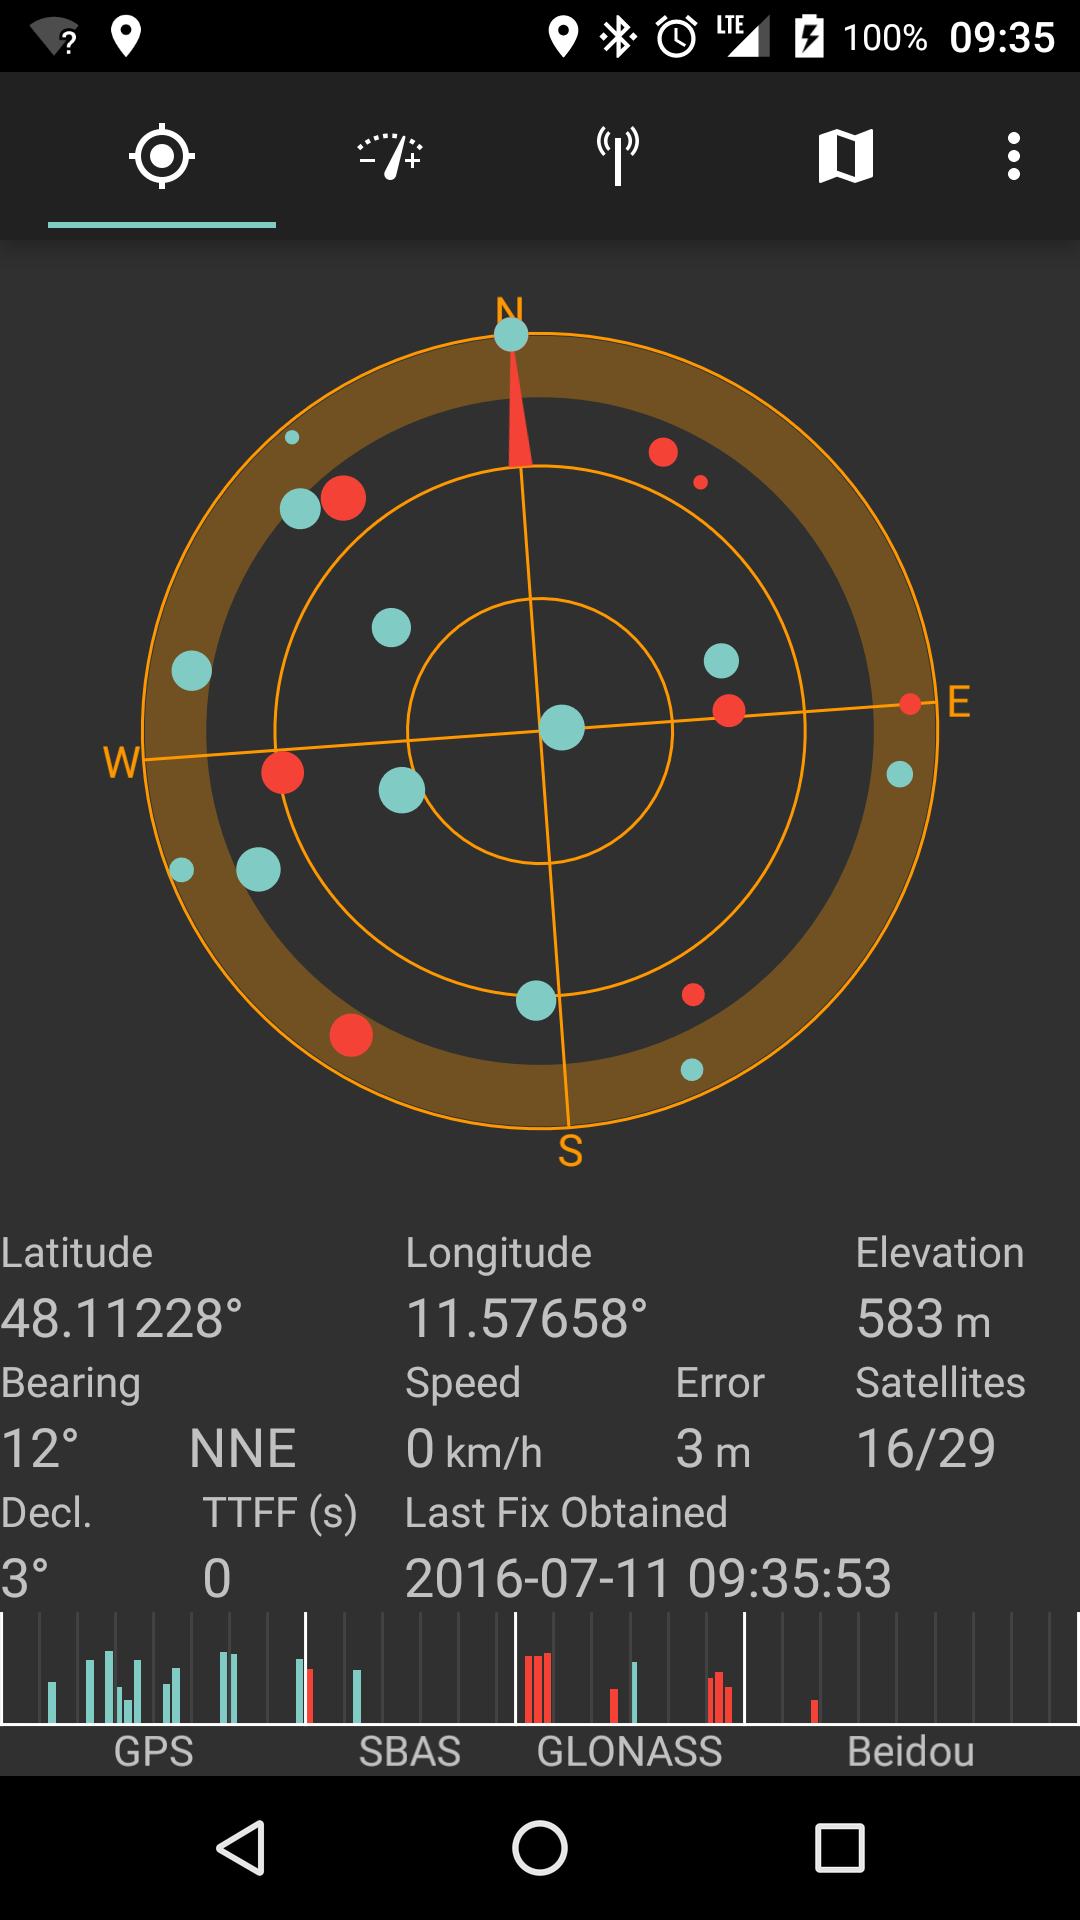 ? LTE 100% 09:35
N
E
W
S
Latitude Longitude Elevation
48.11228° 11.57658° 583 m
Bearing Speed Error Satellites
12° NNE 0 km/h 3 m 16/29
Decl. TTFF (s) Last Fix Obtained
3° 0 2016-07-11 09:35:53
GPS SBAS GLONASS Beidou